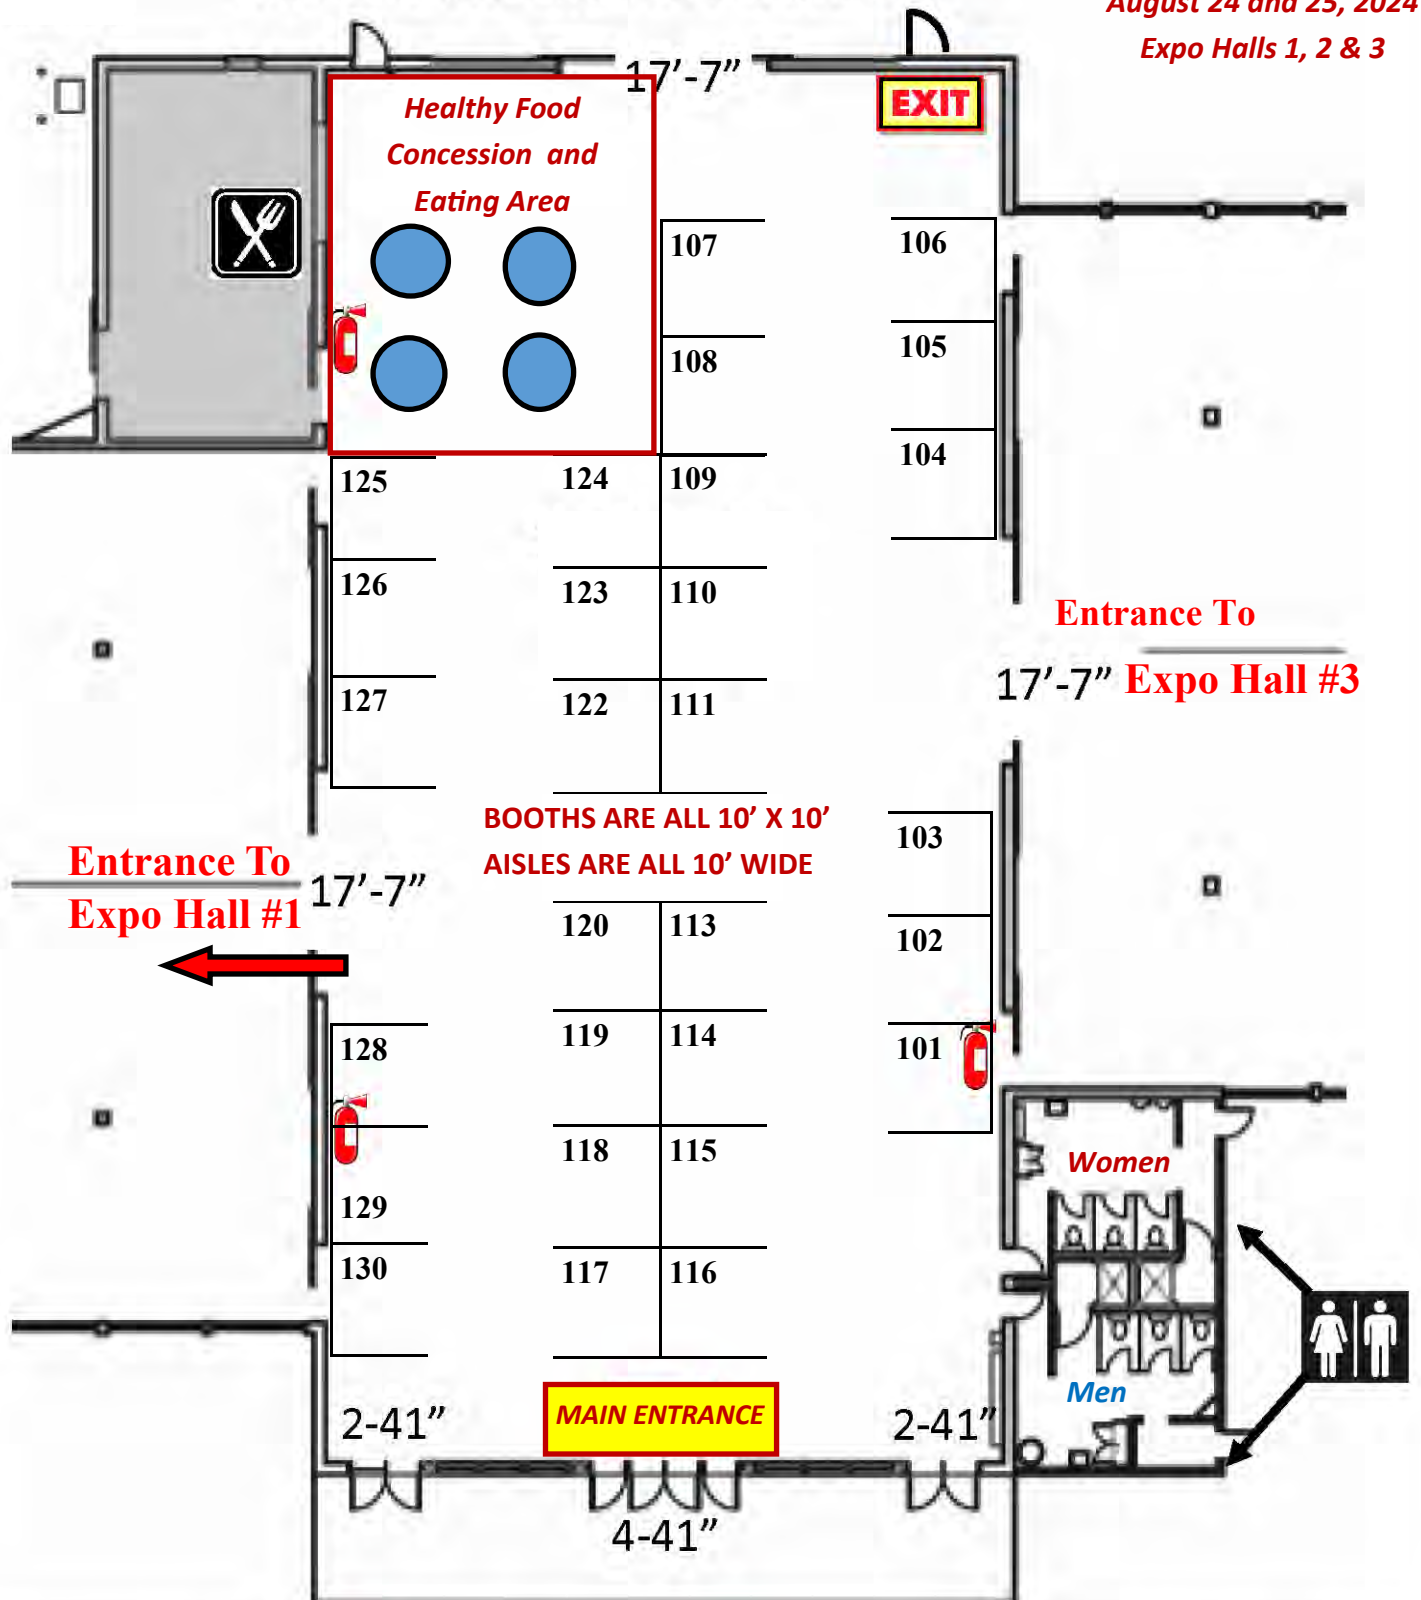 August 24 and 25, 2024
Expo Halls 1, 2 & 3
17'-7”
EXIT
Healthy Food
Concession and
Eating Area
107
106
108
105
104
125
124
109
126
123
110
127
122
111
Entrance To
17'-7” Expo Hall #3
BOOTHS ARE ALL 10’ X 10’
AISLES ARE ALL 10’ WIDE
103
Entrance To
Expo Hall #1
17'-7”
120
113
102
119
114
101
128
118
115
129
130
117
116
Women
Men
2-41”
MAIN ENTRANCE
2-41”
4-41”